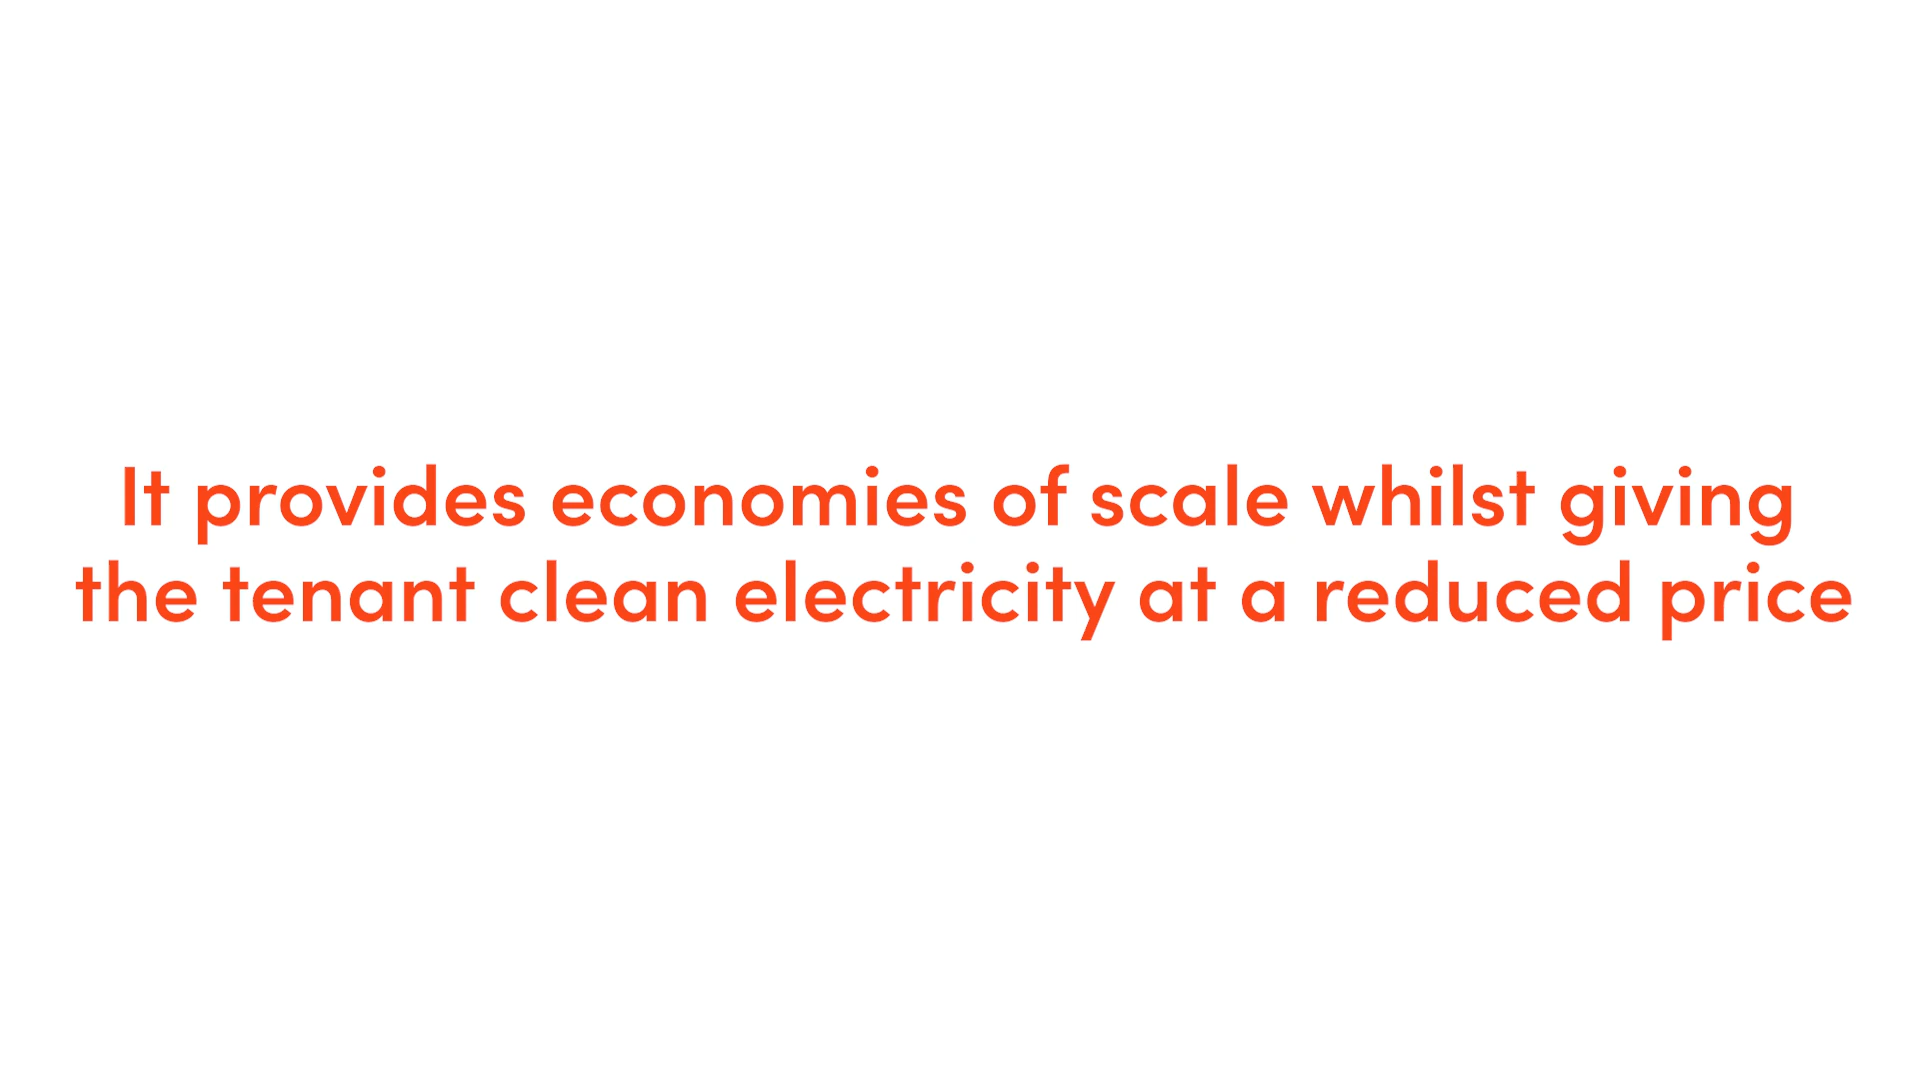 It provides economies of scale whilst giving
the tenant clean electricity at a reduced price